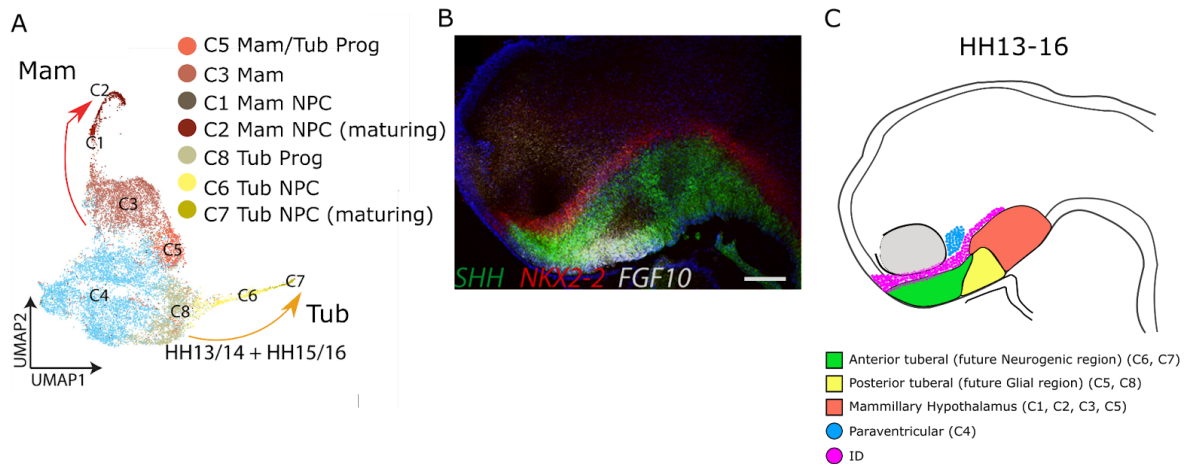 A
Mam
C5 Mam/Tub Prog
C3 Mam
C1 Mam NPC
C2 Mam NPC (maturing)
C8 Tub Prog
C6 Tub NPC
C7 Tub NPC (maturing)
C2
C1
C3
C5
C4
C8
C6
C7
Tub
HH13/14 + HH15/16
UMAP2
UMAP1
B
SHH NKX2-2 FGF10
C
HH13-16
Anterior tuberal (future Neurogenic region) (C6, C7)
Posterior tuberal (future Glial region) (C5, C8)
Mammillary Hypothalamus (C1, C2, C3, C5)
Paraventricular (C4)
ID